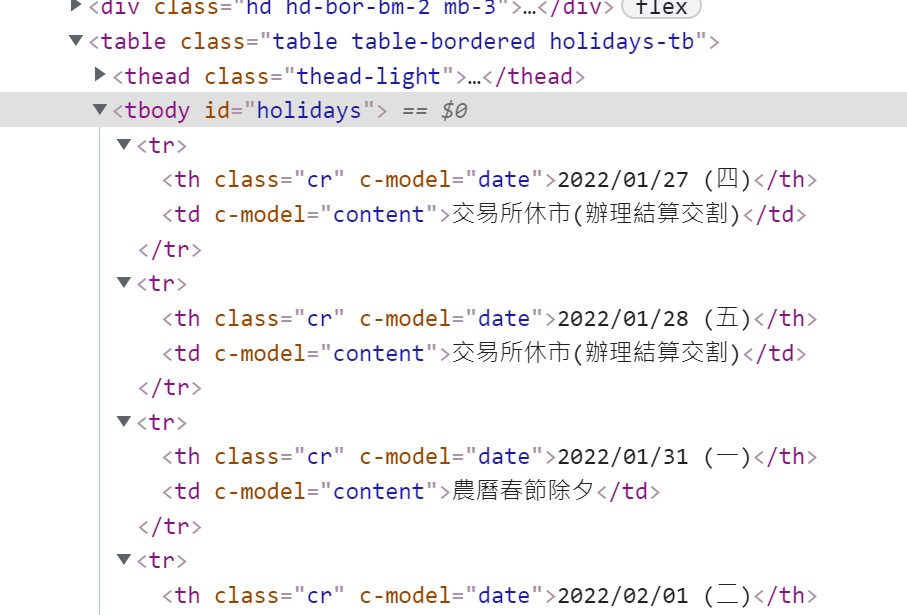 <div class="hd hd-bor-bm-2 mb-3">…</div> flex
<table class="table table-bordered holidays-tb">
<thead class="thead-light">…</thead>
<tbody id="holidays"> == $0
<tr>
<th class="cr" c-model="date">2022/01/27 (四)</th>
<td c-model="content">交易所休市(辦理結算交割)</td>
</tr>
<tr>
<th class="cr" c-model="date">2022/01/28 (五)</th>
<td c-model="content">交易所休市(辦理結算交割)</td>
</tr>
<tr>
<th class="cr" c-model="date">2022/01/31 (一)</th>
<td c-model="content">農曆春節除夕</td>
</tr>
<tr>
<th class="cr" c-model="date">2022/02/01 (二)</th>